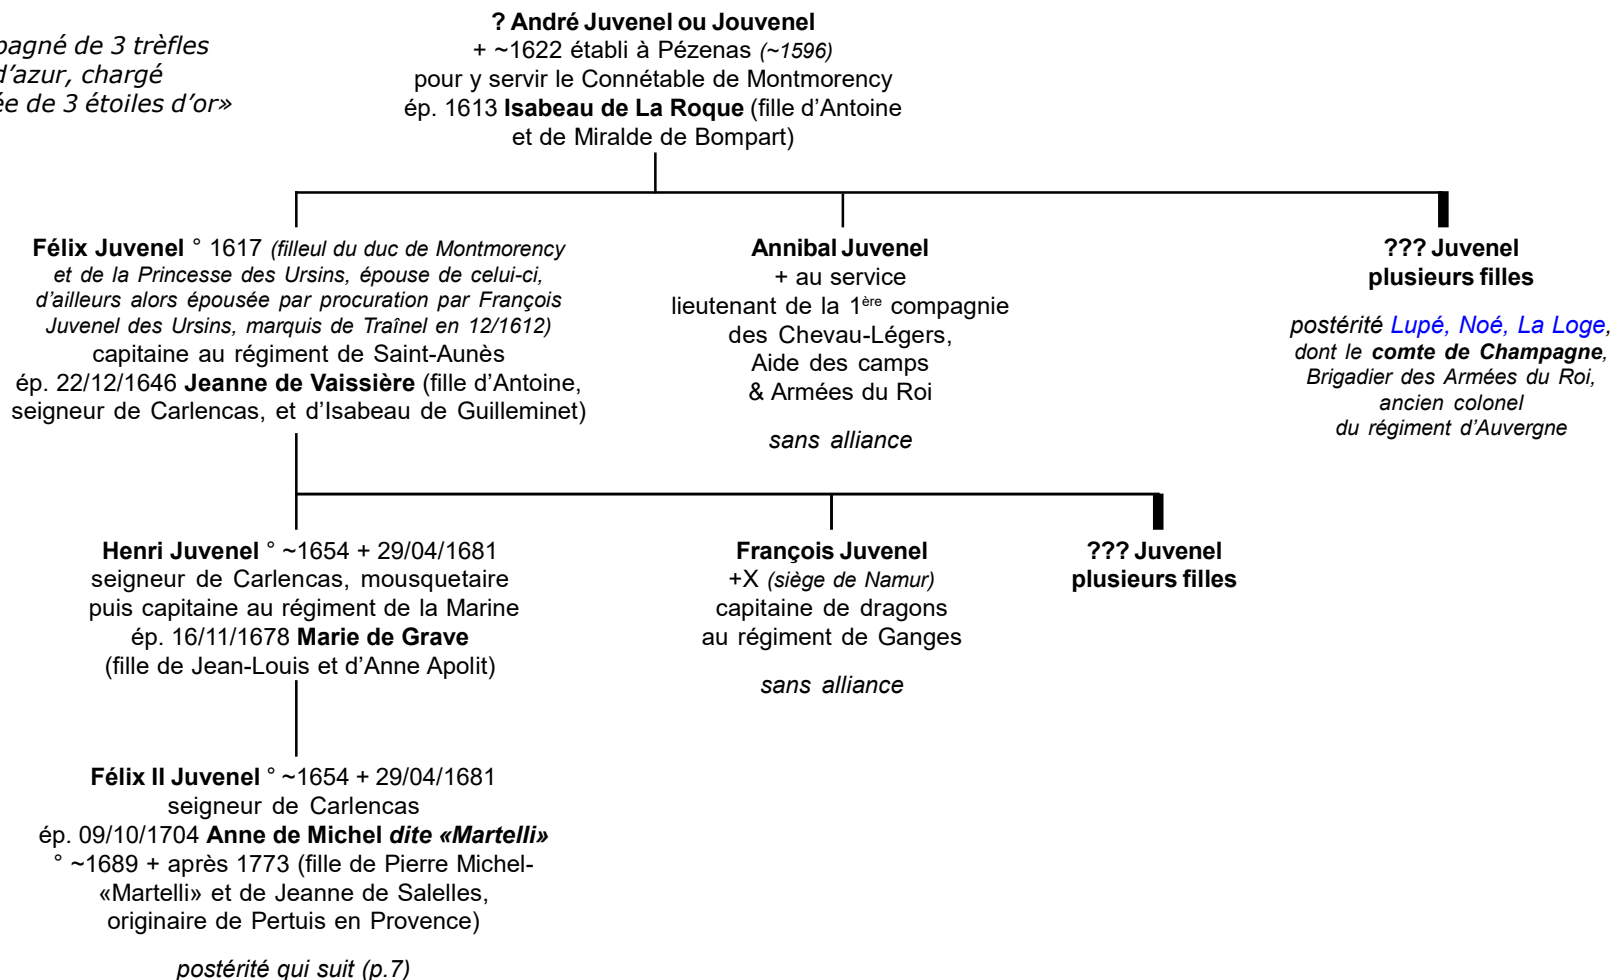 pagné de 3 trèfles
d’azur, chargé
ée de 3 étoiles d’or»
? André Juvenel ou Jouvenel
+ ~1622 établi à Pézenas (~1596)
pour y servir le Connétable de Montmorency
ép. 1613 Isabeau de La Roque (fille d’Antoine
et de Miralde de Bompart)
Félix Juvenel ° 1617 (filleul du duc de Montmorency
et de la Princesse des Ursins, épouse de celui-ci,
d’ailleurs alors épousée par procuration par François
Juvenel des Ursins, marquis de Traînel en 12/1612)
capitaine au régiment de Saint-Aunès
ép. 22/12/1646 Jeanne de Vaissière (fille d’Antoine,
seigneur de Carlencas, et d’Isabeau de Guilleminet)
Annibal Juvenel
+ au service
lieutenant de la 1ère compagnie
des Chevau-Légers,
Aide des camps
& Armées du Roi
sans alliance
??? Juvenel
plusieurs filles
postérité Lupé, Noé, La Loge,
dont le comte de Champagne,
Brigadier des Armées du Roi,
ancien colonel
du régiment d’Auvergne
Henri Juvenel ° ~1654 + 29/04/1681
seigneur de Carlencas, mousquetaire
puis capitaine au régiment de la Marine
ép. 16/11/1678 Marie de Grave
(fille de Jean-Louis et d’Anne Apolit)
François Juvenel
+X (siège de Namur)
capitaine de dragons
au régiment de Ganges
sans alliance
??? Juvenel
plusieurs filles
Félix II Juvenel ° ~1654 + 29/04/1681
seigneur de Carlencas
ép. 09/10/1704 Anne de Michel dite «Martelli»
° ~1689 + après 1773 (fille de Pierre Michel-
«Martelli» et de Jeanne de Salelles,
originaire de Pertuis en Provence)
postérité qui suit (p.7)